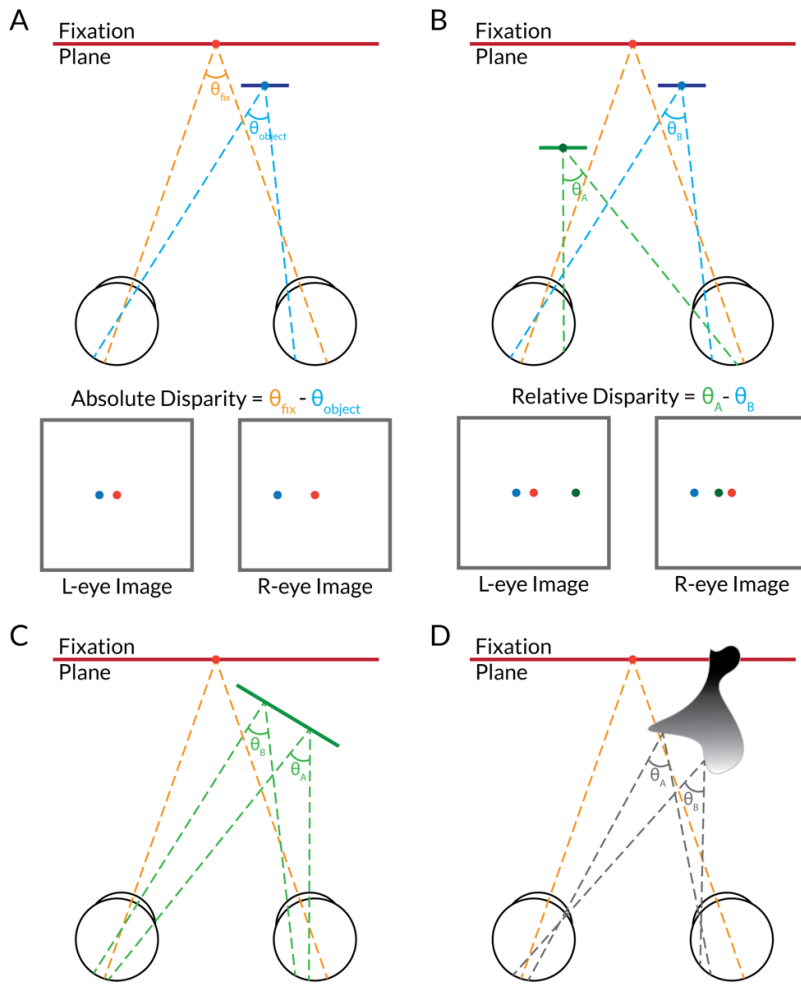 A
Fixation
Plane
θfix
θobject
Absolute Disparity = θfix - θobject
L-eye Image
R-eye Image
B
Fixation
Plane
θB
θA
Relative Disparity = θA - θB
L-eye Image
R-eye Image
C
Fixation
Plane
θB
θA
D
Fixation
Plane
θA
θB